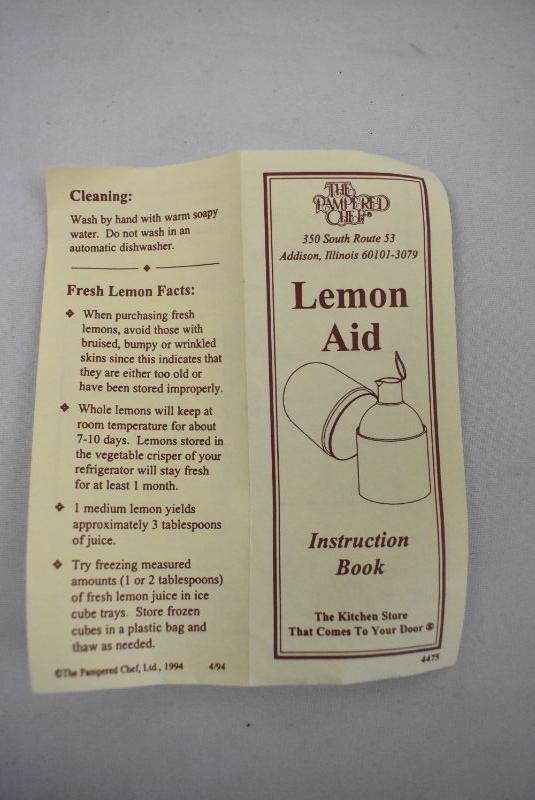 Cleaning:
Wash by hand with warm soapy
water. Do not wash in an
automatic dishwasher.
Fresh Lemon Facts:
❖ When purchasing fresh
lemons, avoid those with
bruised, bumpy or wrinkled
skins since this indicates that
they are either too old or
have been stored improperly.
❖ Whole lemons will keep at
room temperature for about
7-10 days. Lemons stored in
the vegetable crisper of your
refrigerator will stay fresh
for at least 1 month.
❖ 1 medium lemon yields
approximately 3 tablespoons
of juice.
❖ Try freezing measured
amounts (1 or 2 tablespoons)
of fresh lemon juice in ice
cube trays. Store frozen
cubes in a plastic bag and
thaw as needed.
©The Pampered Chef, Ltd., 1994 4/94
THE
PAMPERED
CHEF®
350 South Route 53
Addison, Illinois 60101-3079
Lemon
Aid
Instruction
Book
The Kitchen Store
That Comes To Your Door ®
4475